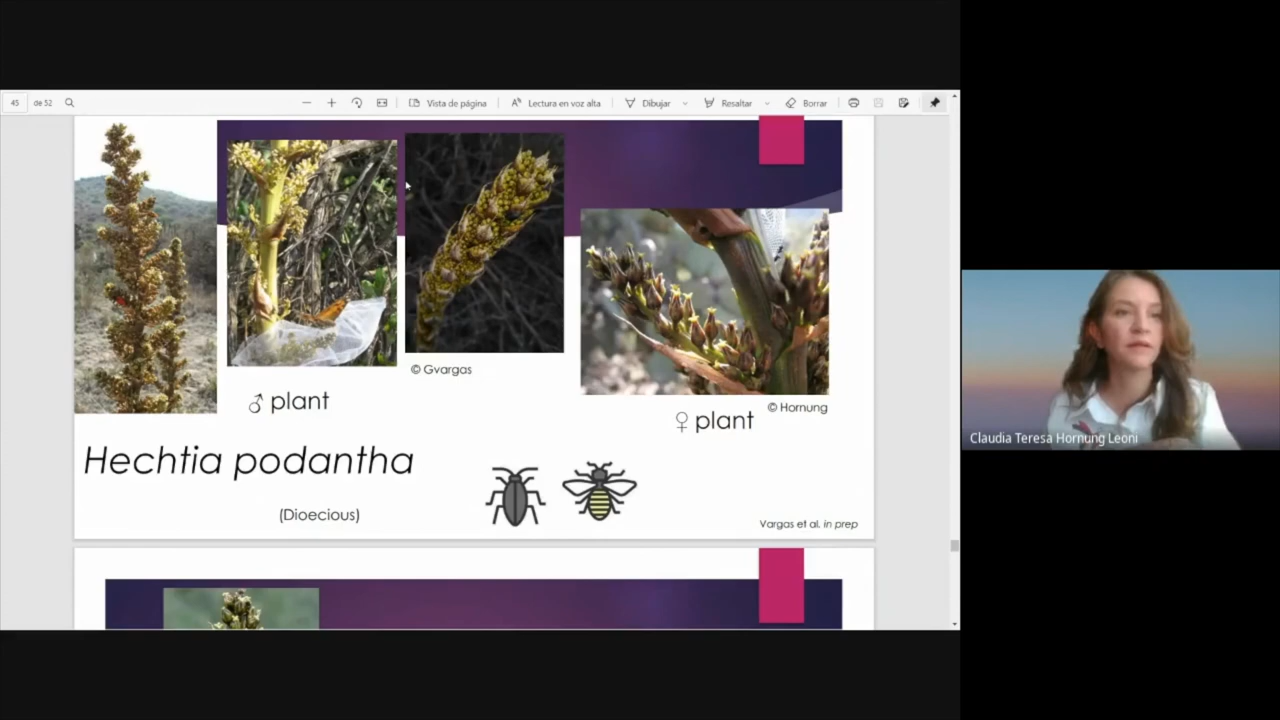 45 de 52
Vista de página
Lectura en voz alta
Dibujar
Resaltar
Borrar
© Gvargas
♂ plant
© Hornung
♀ plant
Hechtia podantha
(Dioecious)
Vargas et al. in prep
Claudia Teresa Hornung Leoni